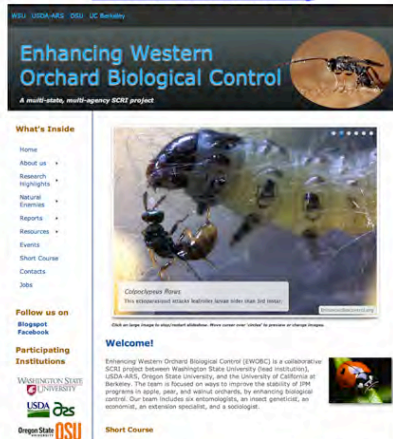 WSU USDA-ARS OSU UC Berkeley
Enhancing Western
Orchard Biological Control
A multi-state, multi-agency SCRI project
What's Inside
Home
About us
Research
Highlights
Natural
Enemies
Reports
Resources
Events
Short Course
Contacts
Jobs
Follow us on
Blogspot
Facebook
Participating
Institutions
WASHINGTON STATE
UNIVERSITY
USDA
Oregon State OSU
Colpoclypeus florus
This ectoparasitoid attacks leafroller larvae older than 3rd instar.
Click on large image to stop/restart slideshow. Move cursor over 'circles' to preview or change images.
Welcome!
Enhancing Western Orchard Biological Control (EWOBC) is a collaborative
SCRI project between Washington State University (lead institution),
USDA-ARS, Oregon State University, and the University of California at
Berkeley. The team is focused on ways to improve the stability of IPM
programs in apple, pear, and walnut orchards, by enhancing biological
control. Our team includes six entomologists, an insect geneticist, an
economist, an extension specialist, and a sociologist.
Short Course